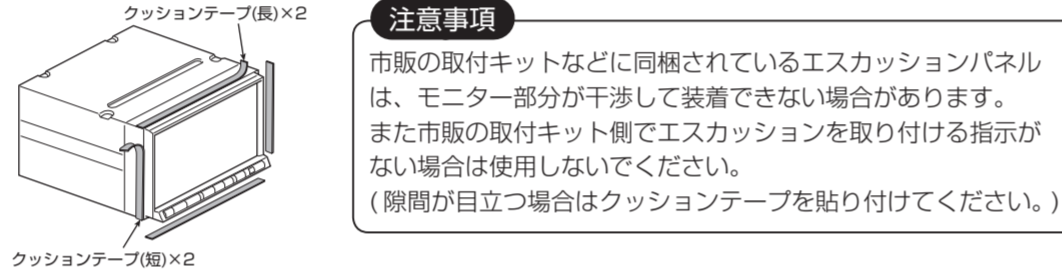 クッションテープ(長)×2
クッションテープ(短)×2
注意事項
市販の取付キットなどに同梱されているエスカッションパネル
は、モニター部分が干渉して装着できない場合があります。
また市販の取付キット側でエスカッションを取り付ける指示が
ない場合は使用しないでください。
(隙間が目立つ場合はクッションテープを貼り付けてください。)